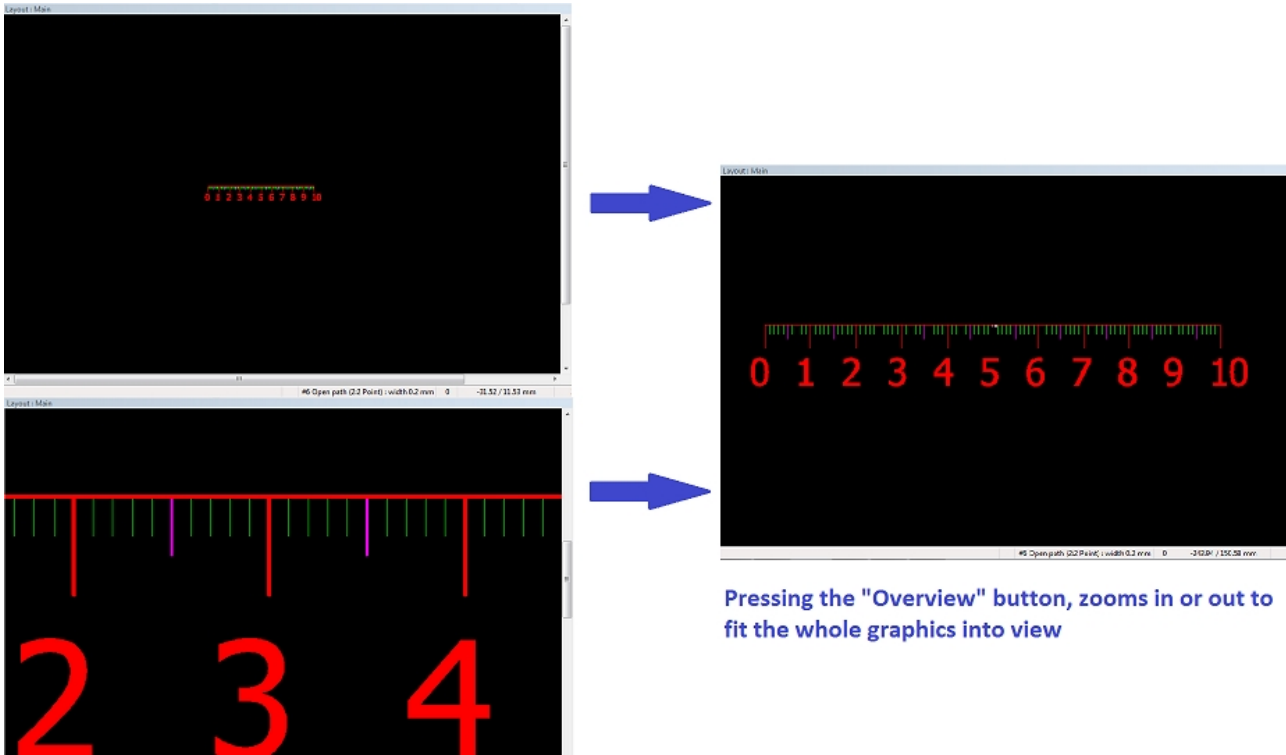 Layout : Main
0 1 2 3 4 5 6 7 8 9 10
#6 Open path (2:2 Point) : width 0.2 mm 0 -31.52 / 11.53 mm
Layout : Main
2 3 4
Layout : Main
0 1 2 3 4 5 6 7 8 9 10
#6 Open path (2:2 Point) : width 0.2 mm 0
Pressing the "Overview" button, zooms in or out to
fit the whole graphics into view